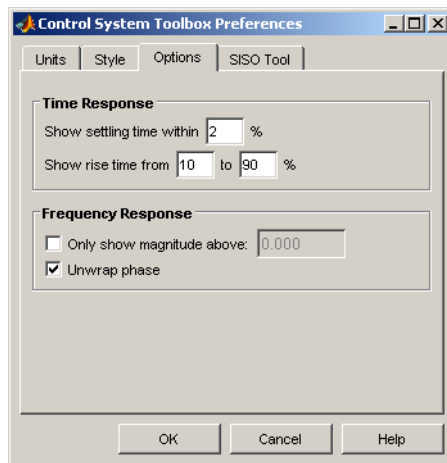 Control System Toolbox Preferences
Units Style Options SISO Tool
Time Response
Show settling time within 2 %
Show rise time from 10 to 90 %
Frequency Response
Only show magnitude above: 0.000
Unwrap phase
OK Cancel Help